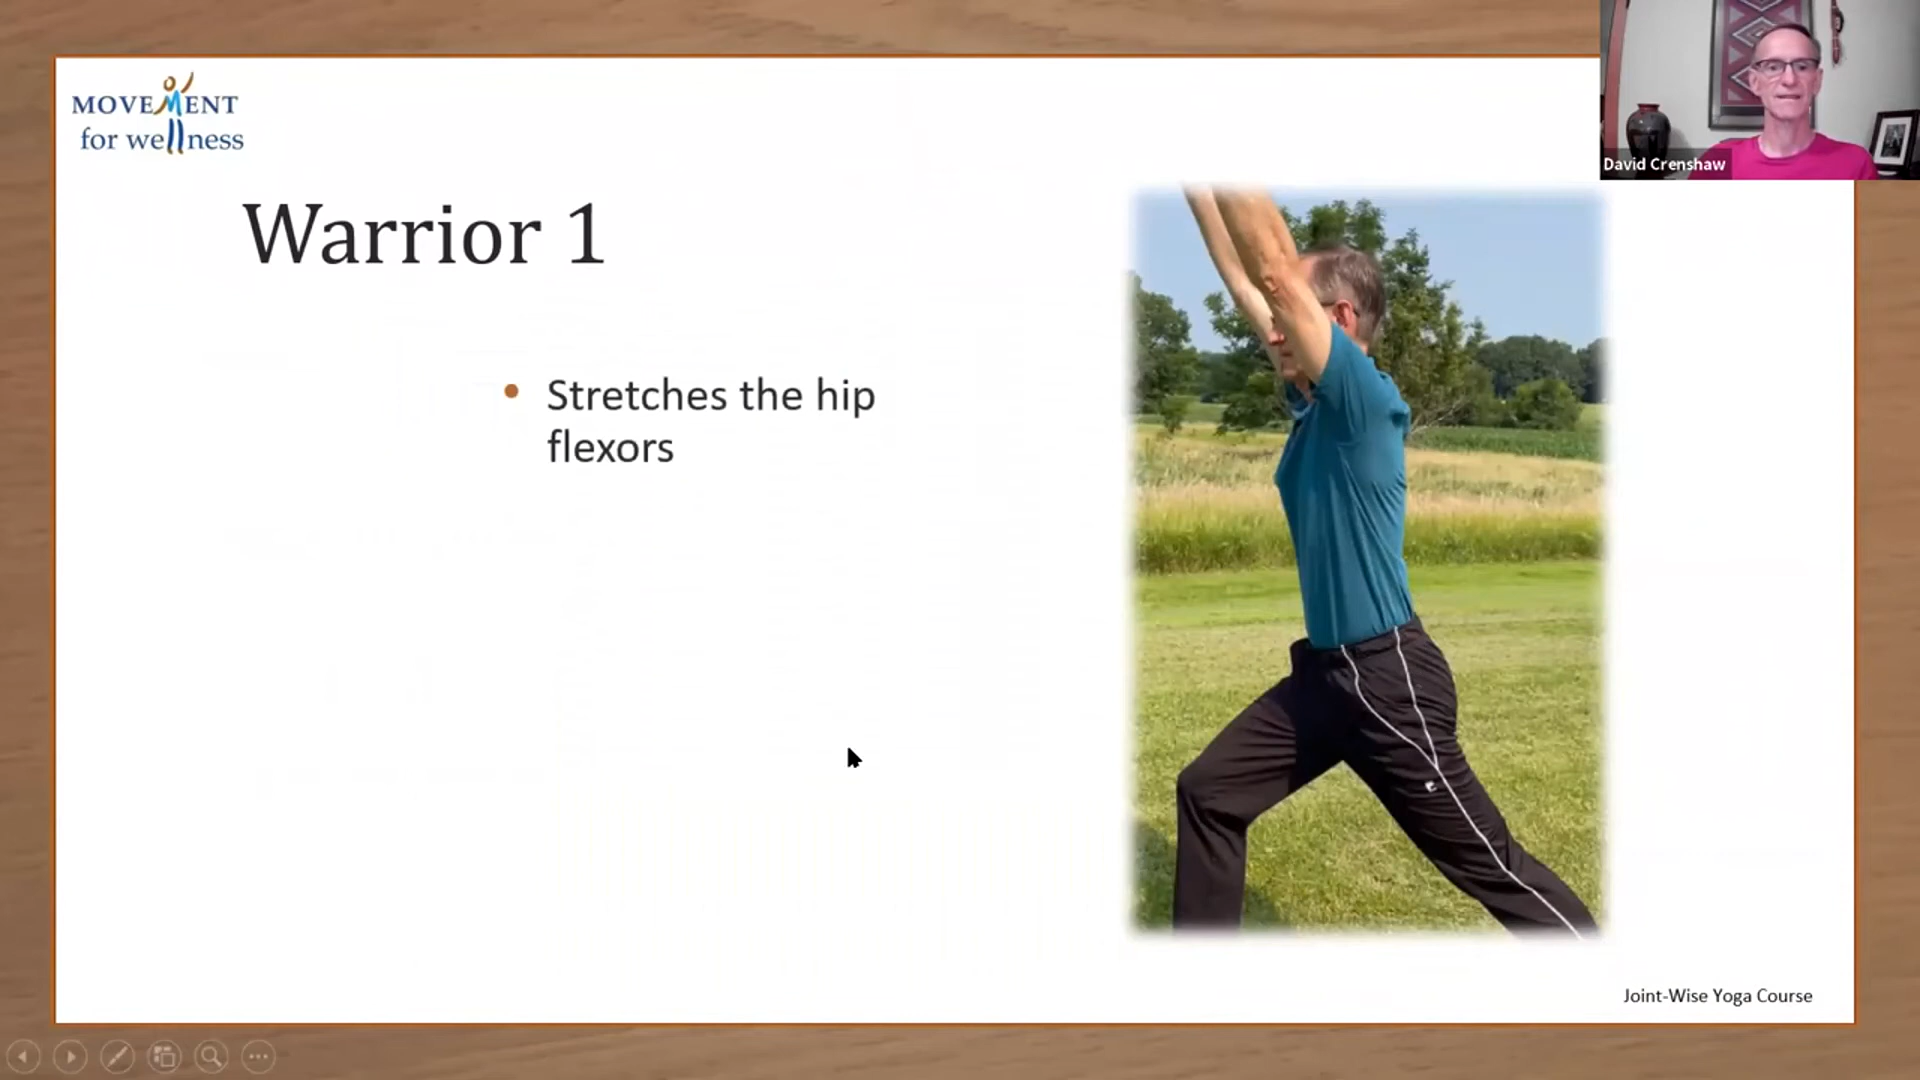 MOVEMENT
for wellness
David Crenshaw
Warrior 1
• Stretches the hip
flexors
Joint-Wise Yoga Course